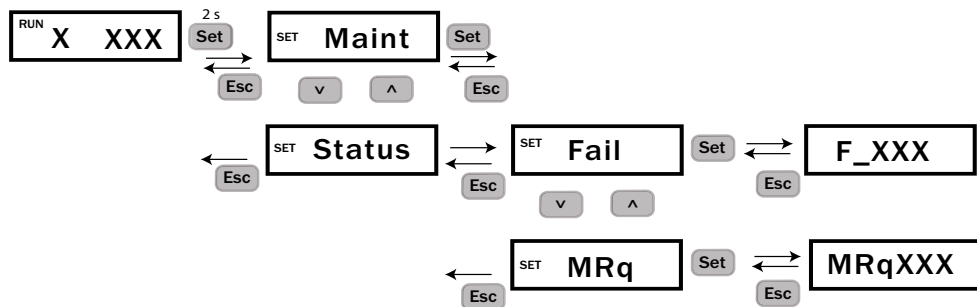 2 s
RUN X XXX Set SET Maint Set
Esc v ʌ Esc
SET Status SET Fail Set F_XXX
Esc Esc Esc
v ʌ
SET MRq Set MRqXXX
Esc Esc